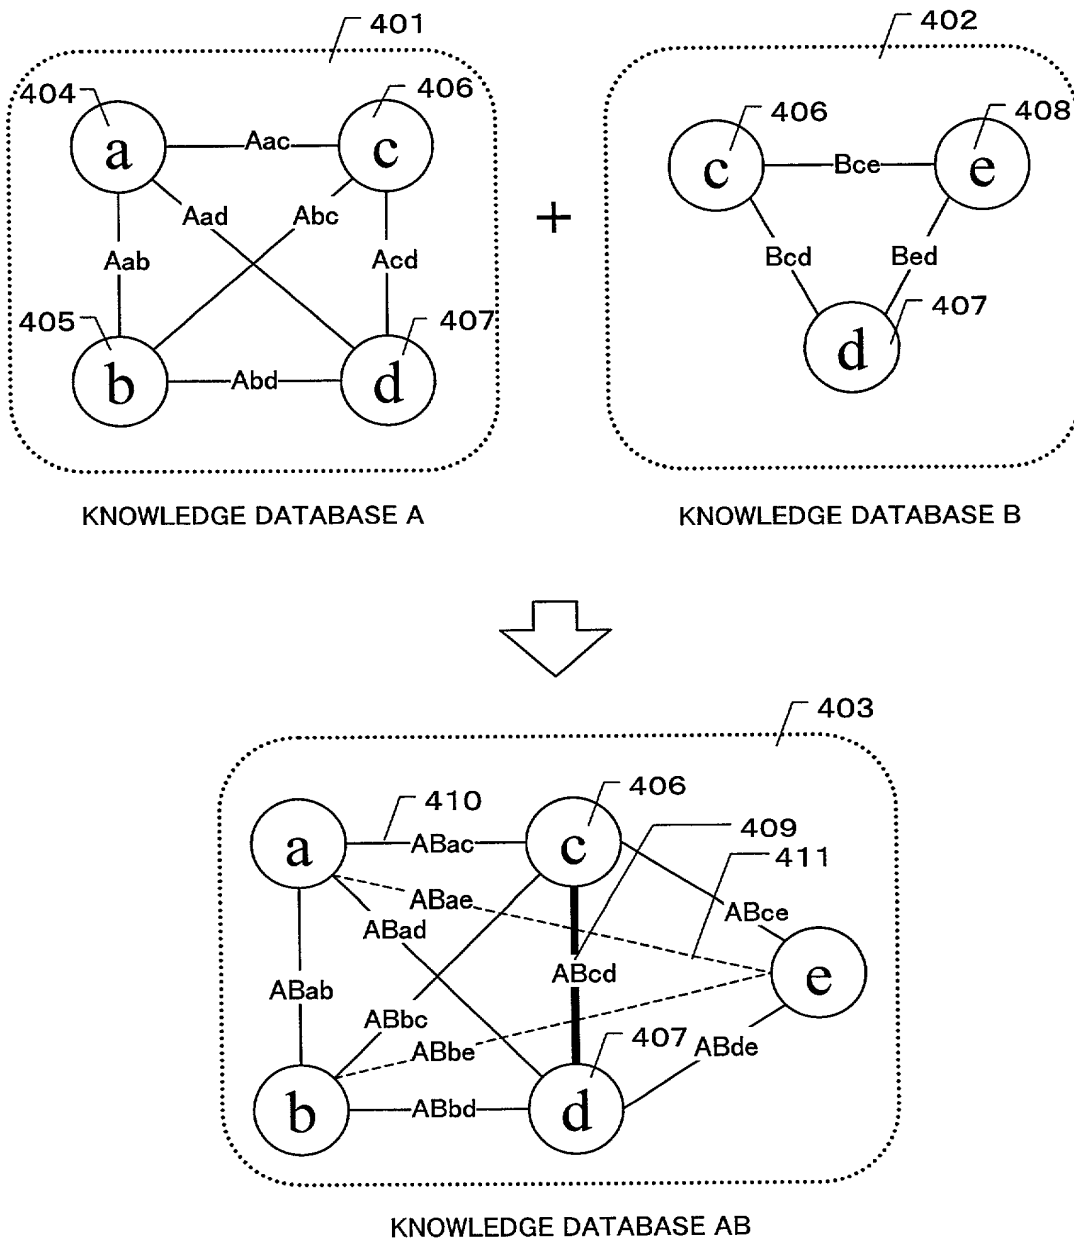 401
402
404
406
a
Aac
c
406
408
c
Bce
e
Aad
Abc
+
Aab
Acd
Bcd
Bed
405
407
407
b
Abd
d
d
KNOWLEDGE DATABASE A
KNOWLEDGE DATABASE B
403
410
406
409
a
ABac
c
411
ABae
ABce
ABad
ABcd
e
ABab
ABbc
ABbe
407
ABde
b
ABbd
d
KNOWLEDGE DATABASE AB